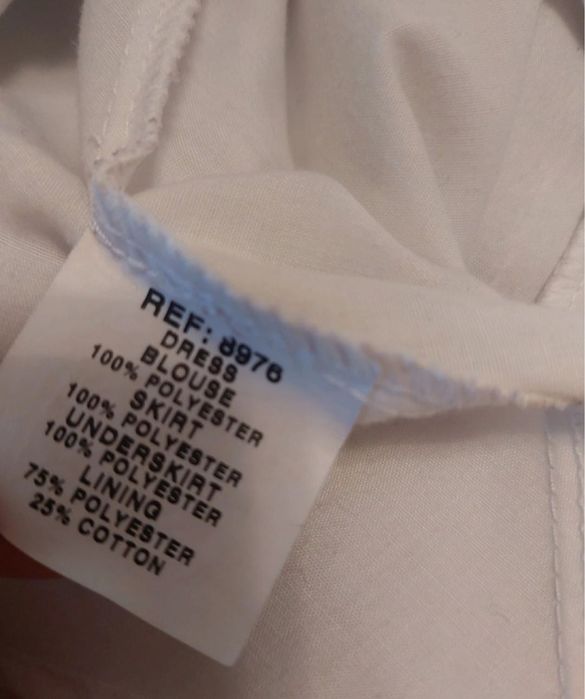 REF: 8976
DRESS
BLOUSE
100% POLYESTER
SKIRT
100% POLYESTER
UNDERSKIRT
100% POLYESTER
LINING
75% POLYESTER
25% COTTON